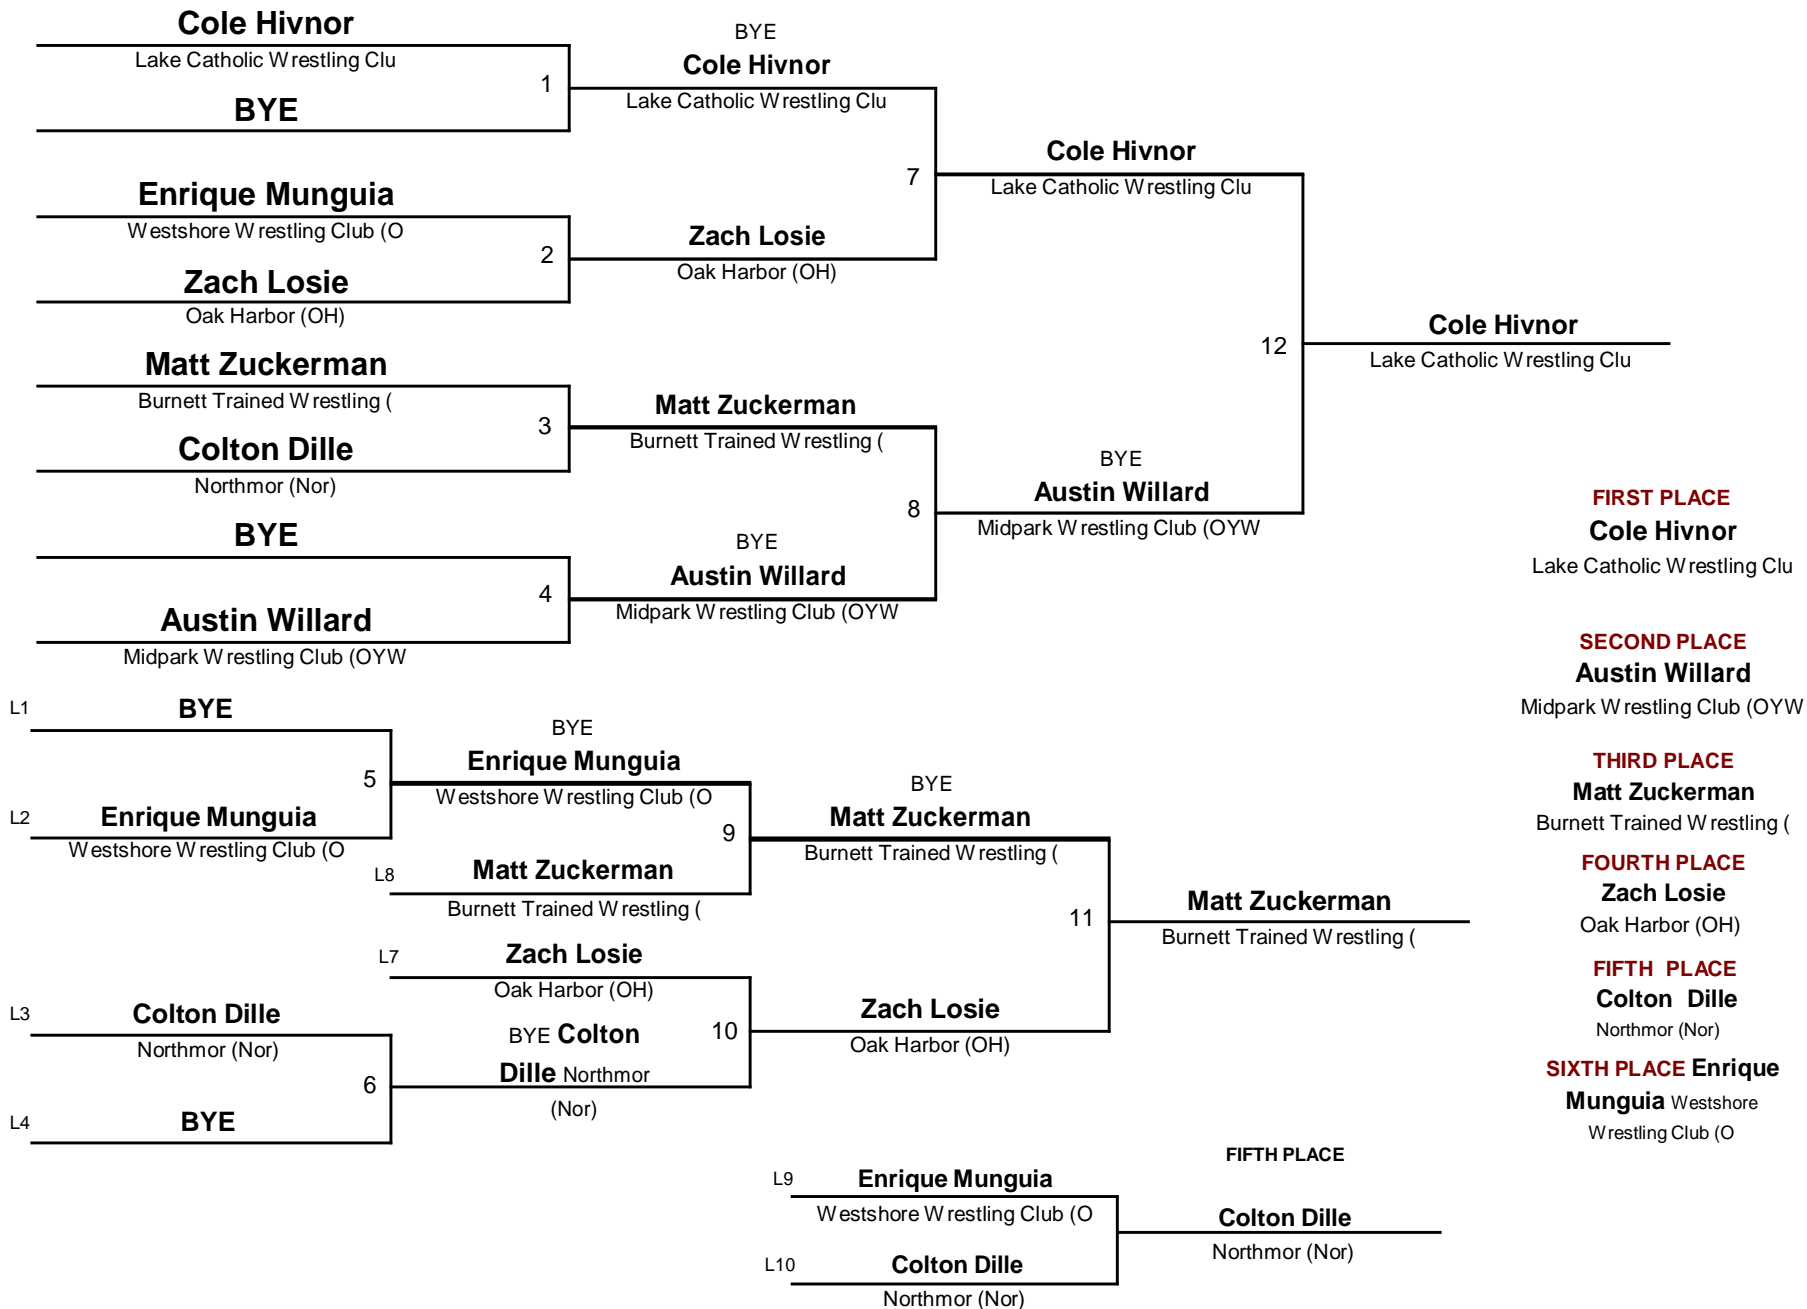 Cole Hivnor
Lake Catholic Wrestling Clu
1
BYE
BYE
Cole Hivnor
Lake Catholic Wrestling Clu
Enrique Munguia
Westshore Wrestling Club (O
2
Zach Losie
Oak Harbor (OH)
7
Zach Losie
Oak Harbor (OH)
Cole Hivnor
Lake Catholic Wrestling Clu
Matt Zuckerman
Burnett Trained Wrestling (
3
Colton Dille
Northmor (Nor)
Matt Zuckerman
Burnett Trained Wrestling (
BYE
4
Austin Willard
Midpark Wrestling Club (OYW
8
BYE
Austin Willard
Midpark Wrestling Club (OYW
BYE
Austin Willard
Midpark Wrestling Club (OYW
12
Cole Hivnor
Lake Catholic Wrestling Clu
L1
BYE
5
L2
Enrique Munguia
Westshore Wrestling Club (O
BYE
Enrique Munguia
Westshore Wrestling Club (O
9
L8
Matt Zuckerman
Burnett Trained Wrestling (
BYE
Matt Zuckerman
Burnett Trained Wrestling (
L7
Zach Losie
Oak Harbor (OH)
L3
Colton Dille
Northmor (Nor)
6
L4
BYE
BYE Colton
Dille Northmor
(Nor)
10
Zach Losie
Oak Harbor (OH)
11
Matt Zuckerman
Burnett Trained Wrestling (
L9
Enrique Munguia
Westshore Wrestling Club (O
L10
Colton Dille
Northmor (Nor)
FIFTH PLACE
Colton Dille
Northmor (Nor)
FIRST PLACE
Cole Hivnor
Lake Catholic Wrestling Clu
SECOND PLACE
Austin Willard
Midpark Wrestling Club (OYW
THIRD PLACE
Matt Zuckerman
Burnett Trained Wrestling (
FOURTH PLACE
Zach Losie
Oak Harbor (OH)
FIFTH PLACE
Colton Dille
Northmor (Nor)
SIXTH PLACE Enrique
Munguia Westshore
Wrestling Club (O